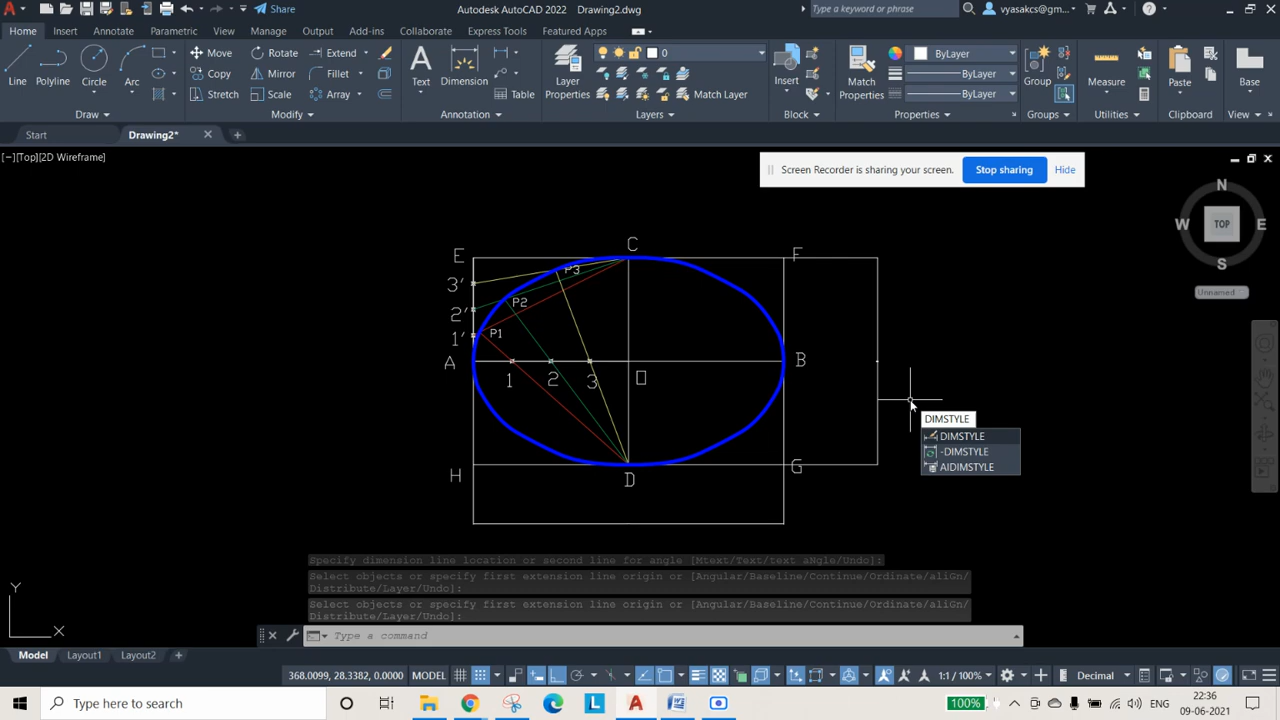 Share
Autodesk AutoCAD 2022 Drawing2.dwg
Type a keyword or phrase
vyasakcs@gm...
Home Insert Annotate Parametric View Manage Output Add-ins Collaborate Express Tools Featured Apps
Line Polyline Circle Arc
Move Rotate Extend
Copy Mirror Fillet
Stretch Scale Array
Text Dimension Table
Layer Properties
0
Match Layer
Insert
Match Properties
ByLayer
ByLayer
ByLayer
Group Measure Paste Base
Draw Modify Annotation Layers Block Properties Groups Utilities Clipboard View
Start Drawing2*
[−][Top][2D Wireframe]
Screen Recorder is sharing your screen. Stop sharing Hide
N
W TOP E
S
Unnamed
E C F
3' P3
2' P2
1' P1
A B
1 2 3 O
H D G
DIMSTYLE
DIMSTYLE
-DIMSTYLE
AIDIMSTYLE
Specify dimension line location or second line for angle [Mtext/Text/text aNgle/Undo]:
Select objects or specify first extension line origin or [Angular/Baseline/Continue/Ordinate/aliGn/
Distribute/Layer/Undo]:
Select objects or specify first extension line origin or [Angular/Baseline/Continue/Ordinate/aliGn/
Distribute/Layer/Undo]:
Type a command
Y
X
Model Layout1 Layout2
368.0099, 28.3382, 0.0000 MODEL 1:1 / 100% Decimal
Type here to search
100% ENG 22:36
09-06-2021